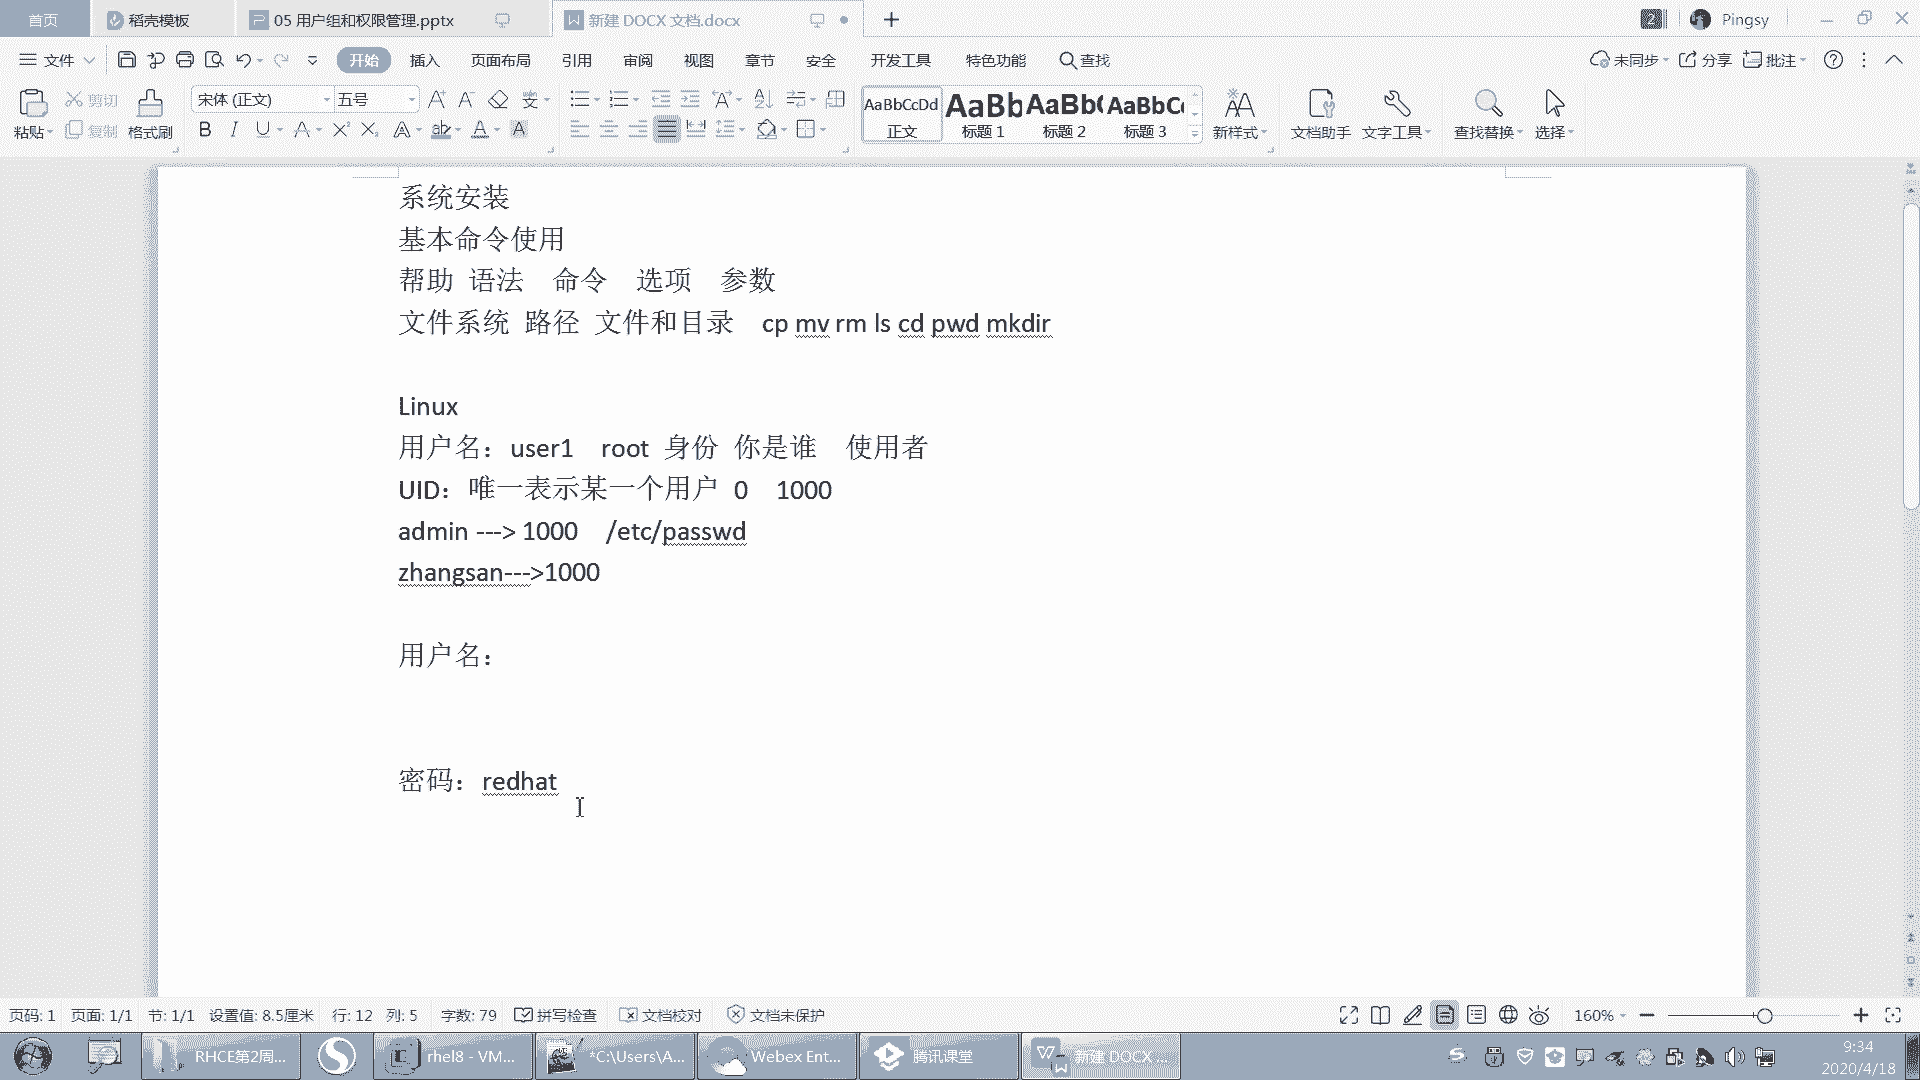 首页 稻壳模板 05 用户组和权限管理.pptx 新建 DOCX 文档.docx 2 Pingsy
文件 开始 插入 页面布局 引用 审阅 视图 章节 安全 开发工具 特色功能 查找 未同步 分享 批注
粘贴 剪切 复制 格式刷 宋体 (正文) 五号 AaBbCcDd 正文 AaBb 标题 1 AaBb( 标题 2 AaBbC 标题 3 新样式 文档助手 文字工具 查找替换 选择
系统安装
基本命令使用
帮助 语法 命令 选项 参数
文件系统 路径 文件和目录 cp mv rm ls cd pwd mkdir
Linux
用户名：user1 root 身份 你是谁 使用者
UID：唯一表示某一个用户 0 1000
admin ---> 1000 /etc/passwd
zhangsan--->1000
用户名：
密码：redhat
页码: 1 页面: 1/1 节: 1/1 设置值: 8.5厘米 行: 12 列: 5 字数: 79 拼写检查 文档校对 文档未保护 160%
RHCE第2周... rhel8 - VM... *C:\Users\A... Webex Ent... 腾讯课堂 新建 DOCX ... 9:34
2020/4/18